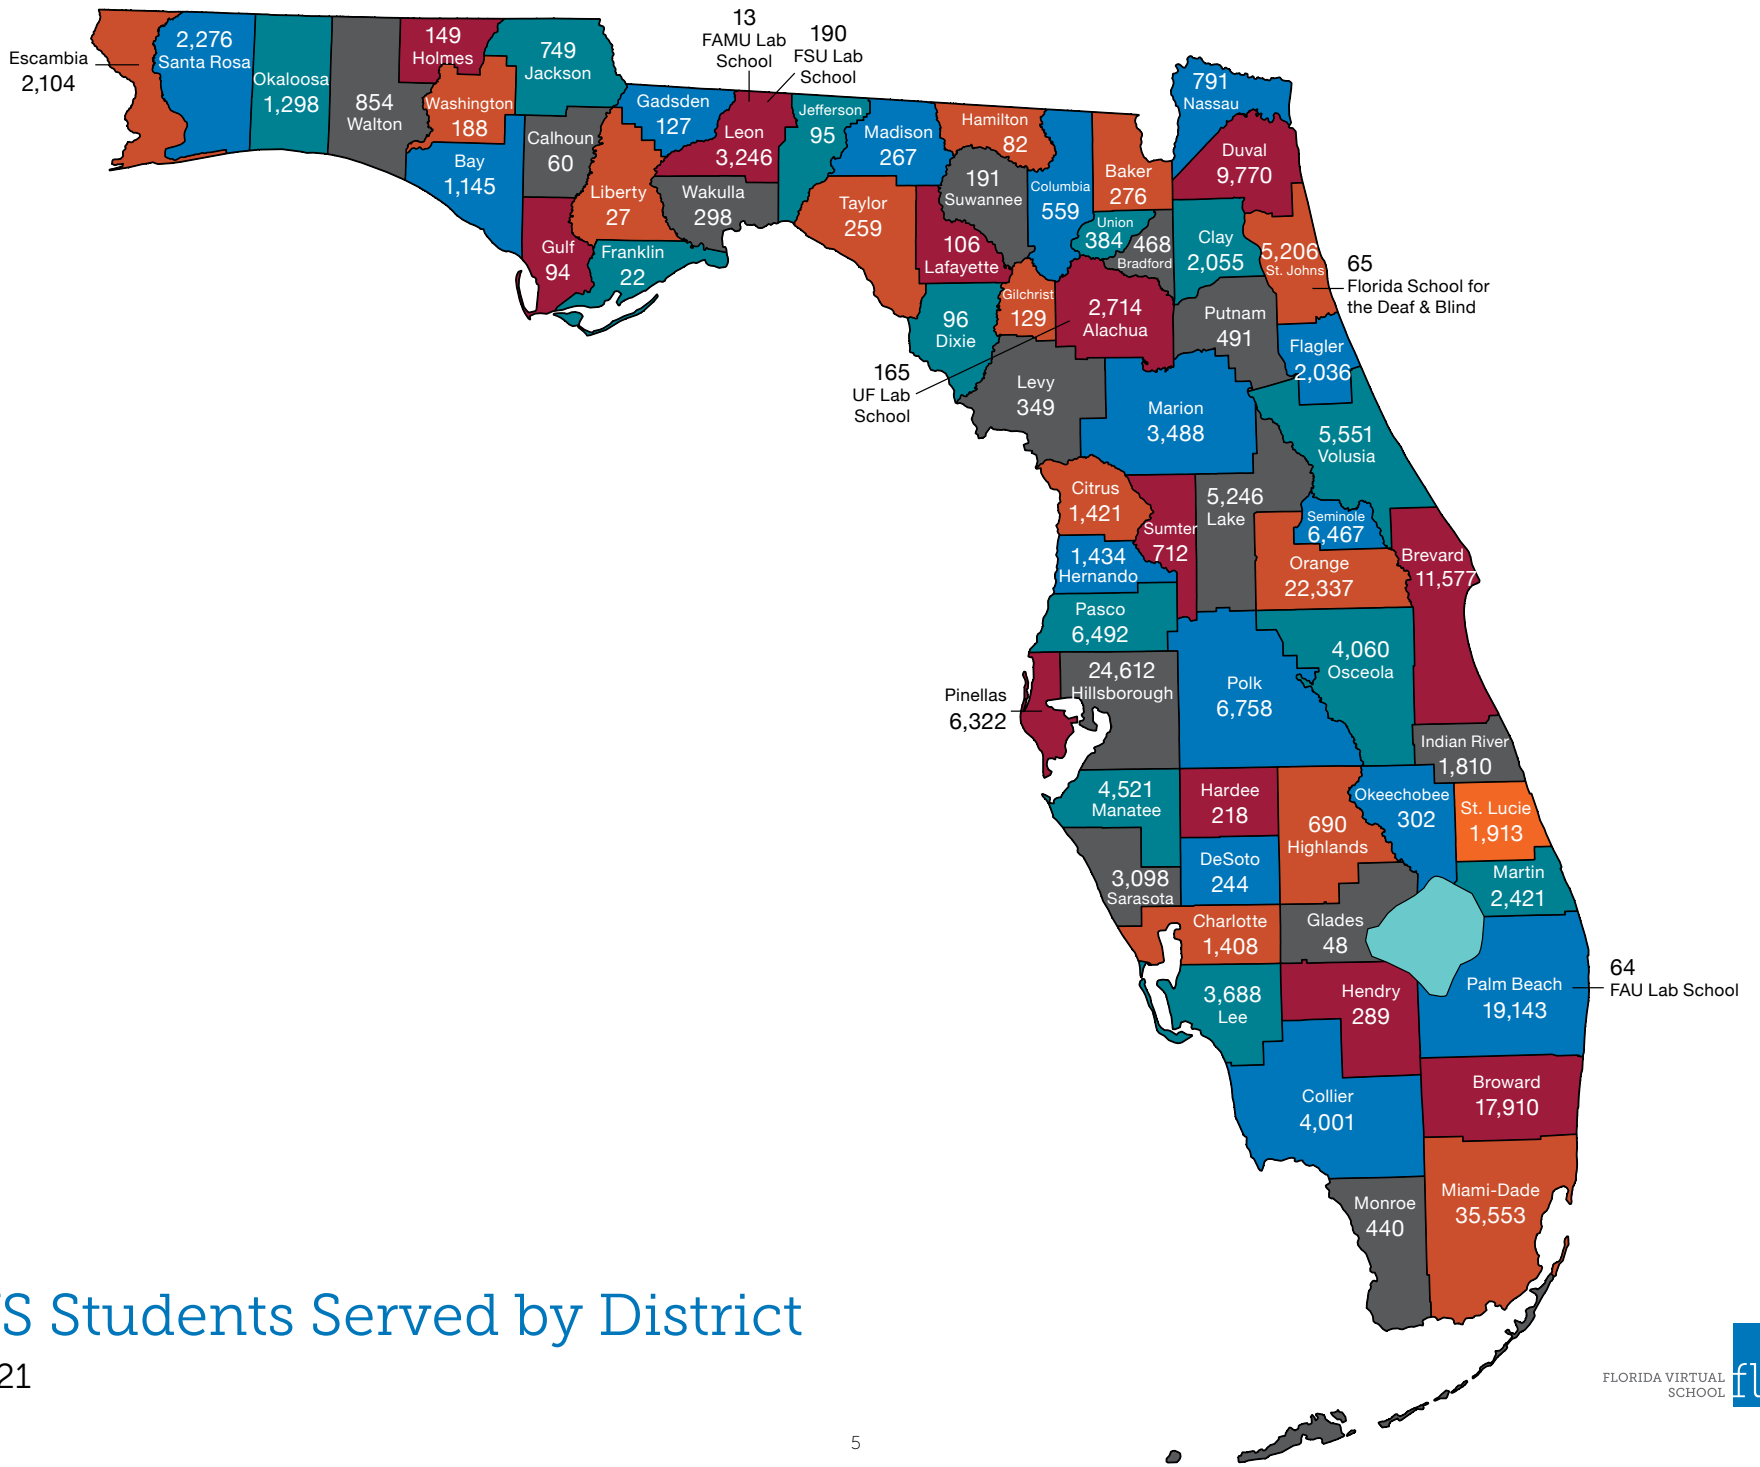 Escambia
2,104
2,276
Santa Rosa
Okaloosa
1,298
854
Walton
149
Holmes
Washington
188
749
Jackson
Bay
1,145
Calhoun
60
Gulf
94
Liberty
27
Franklin
22
Gadsden
127
13
FAMU Lab
School
190
FSU Lab
School
Leon
3,246
Wakulla
298
Jefferson
95
Madison
267
Taylor
259
Hamilton
82
191
Suwannee
106
Lafayette
96
Dixie
Columbia
559
Gilchrist
129
Baker
276
Union
384
468
Bradford
791
Nassau
Duval
9,770
Clay
2,055
5,206
St. Johns
65
Florida School for
the Deaf & Blind
2,714
Alachua
165
UF Lab
School
Putnam
491
Flagler
2,036
Levy
349
Marion
3,488
5,551
Volusia
Citrus
1,421
Sumter
712
5,246
Lake
Seminole
6,467
Orange
22,337
Brevard
11,577
1,434
Hernando
Pasco
6,492
Pinellas
6,322
24,612
Hillsborough
Polk
6,758
4,060
Osceola
Indian River
1,810
4,521
Manatee
Hardee
218
690
Highlands
Okeechobee
302
St. Lucie
1,913
DeSoto
244
3,098
Sarasota
Martin
2,421
Charlotte
1,408
Glades
48
3,688
Lee
Hendry
289
Palm Beach
19,143
64
FAU Lab School
Collier
4,001
Broward
17,910
Monroe
440
Miami-Dade
35,553
S Students Served by District
21
FLORIDA VIRTUAL
SCHOOL
fl
5